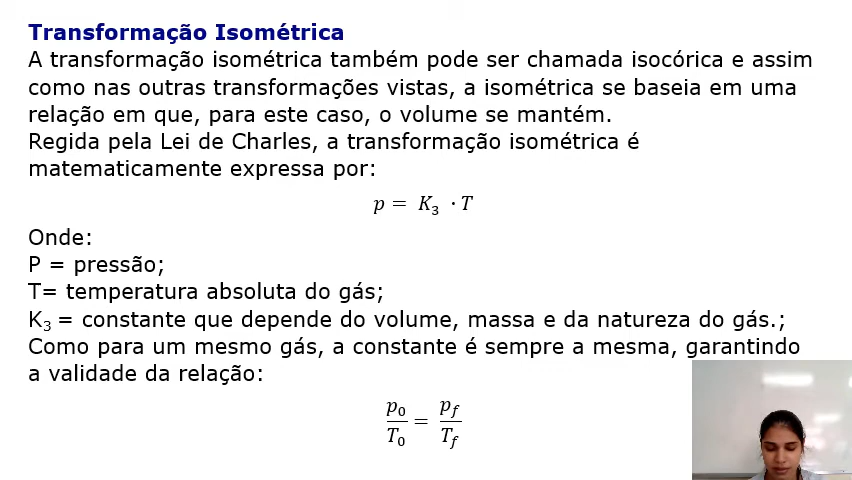 Transformação Isométrica
A transformação isométrica também pode ser chamada isocórica e assim
como nas outras transformações vistas, a isométrica se baseia em uma
relação em que, para este caso, o volume se mantém.
Regida pela Lei de Charles, a transformação isométrica é
matematicamente expressa por:
p = K₃ · T
Onde:
P = pressão;
T= temperatura absoluta do gás;
K₃ = constante que depende do volume, massa e da natureza do gás.;
Como para um mesmo gás, a constante é sempre a mesma, garantindo
a validade da relação:
p₀/T₀ = p_f/T_f